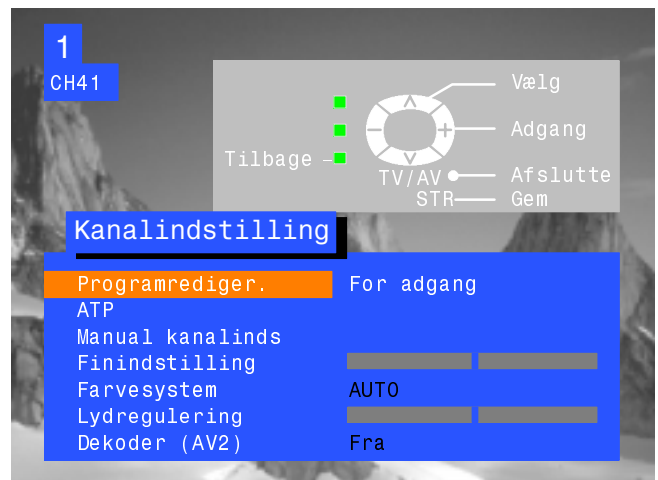 1
CH41
Vælg
Adgang
Tilbage
TV/AV Afslutte
STR Gem
Kanalindstilling
Programrediger. For adgang
ATP
Manual kanalinds
Finindstilling
Farvesystem AUTO
Lydregulering
Dekoder (AV2) Fra